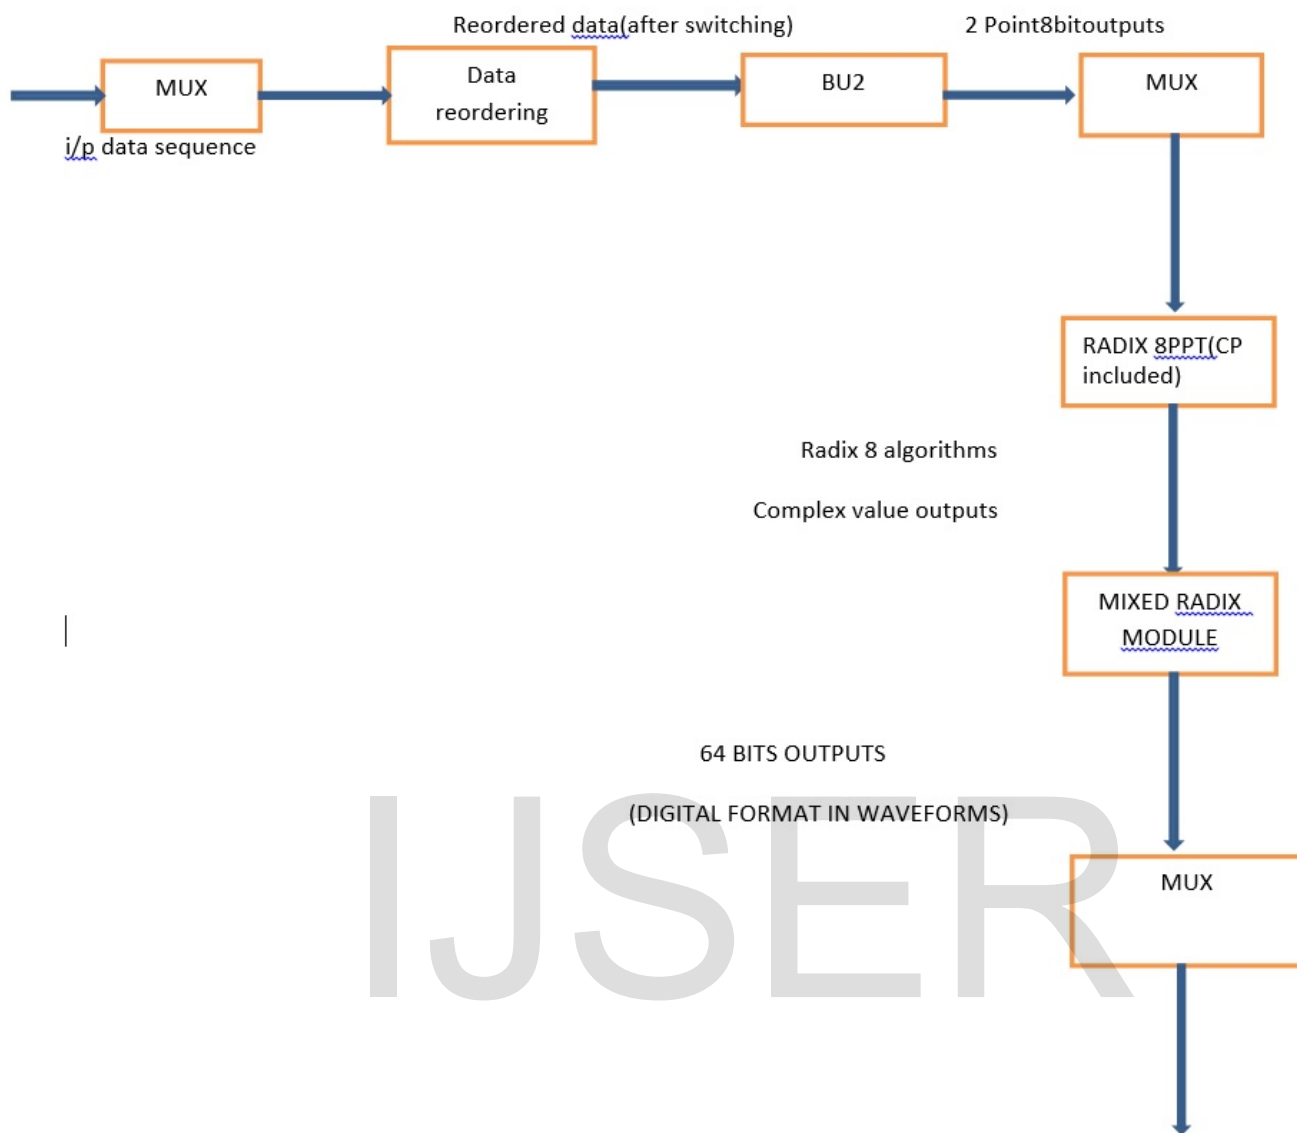 Reordered data(after switching)
2 Point8bitoutputs
MUX
Data
reordering
BU2
MUX
i/p data sequence
RADIX 8PPT(CP
included)
Radix 8 algorithms
Complex value outputs
MIXED RADIX
MODULE
64 BITS OUTPUTS
(DIGITAL FORMAT IN WAVEFORMS)
MUX
IJSER